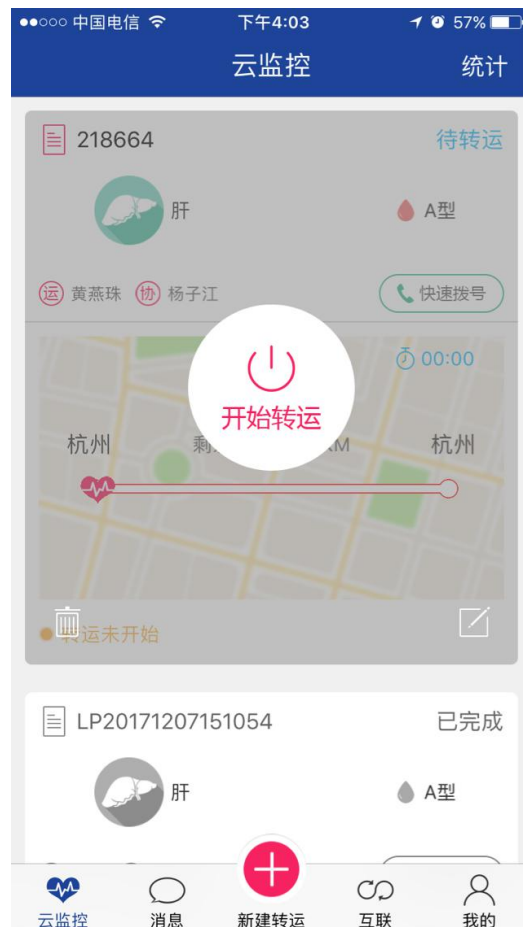 中国电信 下午4:03 57%
云监控 统计
218664 待转运
肝 A型
运 黄燕珠 协 杨子江 快速拨号
00:00
开始转运
杭州 剩 KM 杭州
转运未开始
LP20171207151054 已完成
肝 A型
云监控 消息 新建转运 互联 我的